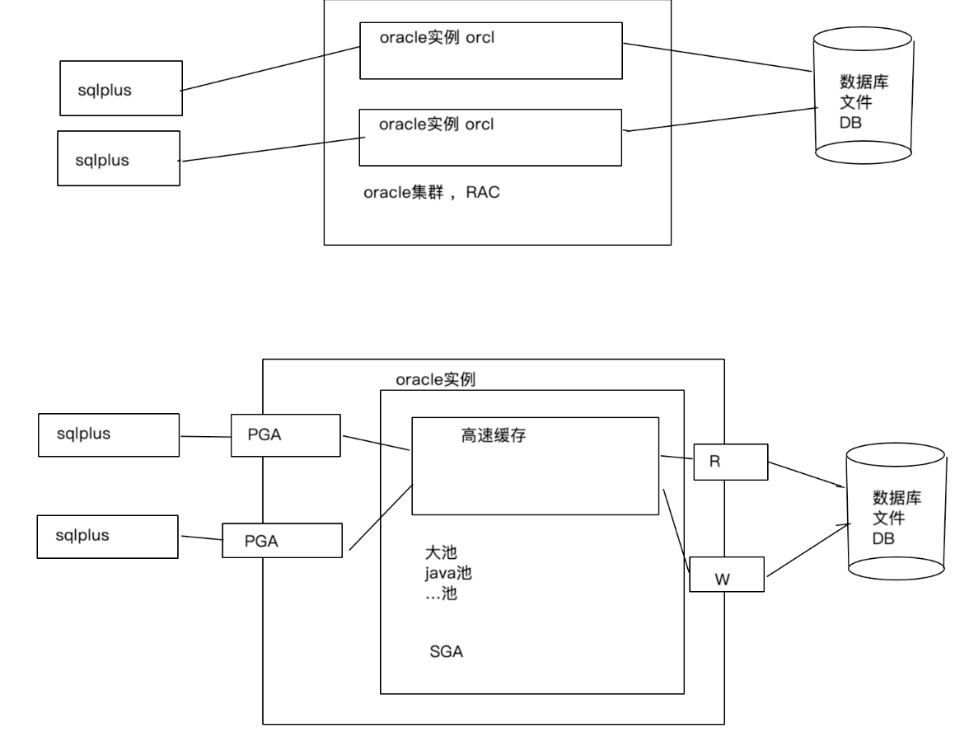 oracle实例 orcl
sqlplus
数据库
文件
DB
oracle实例 orcl
sqlplus
oracle集群 ，RAC
oracle实例
sqlplus
PGA
高速缓存
R
数据库
文件
DB
sqlplus
PGA
大池
java池
...池
W
SGA